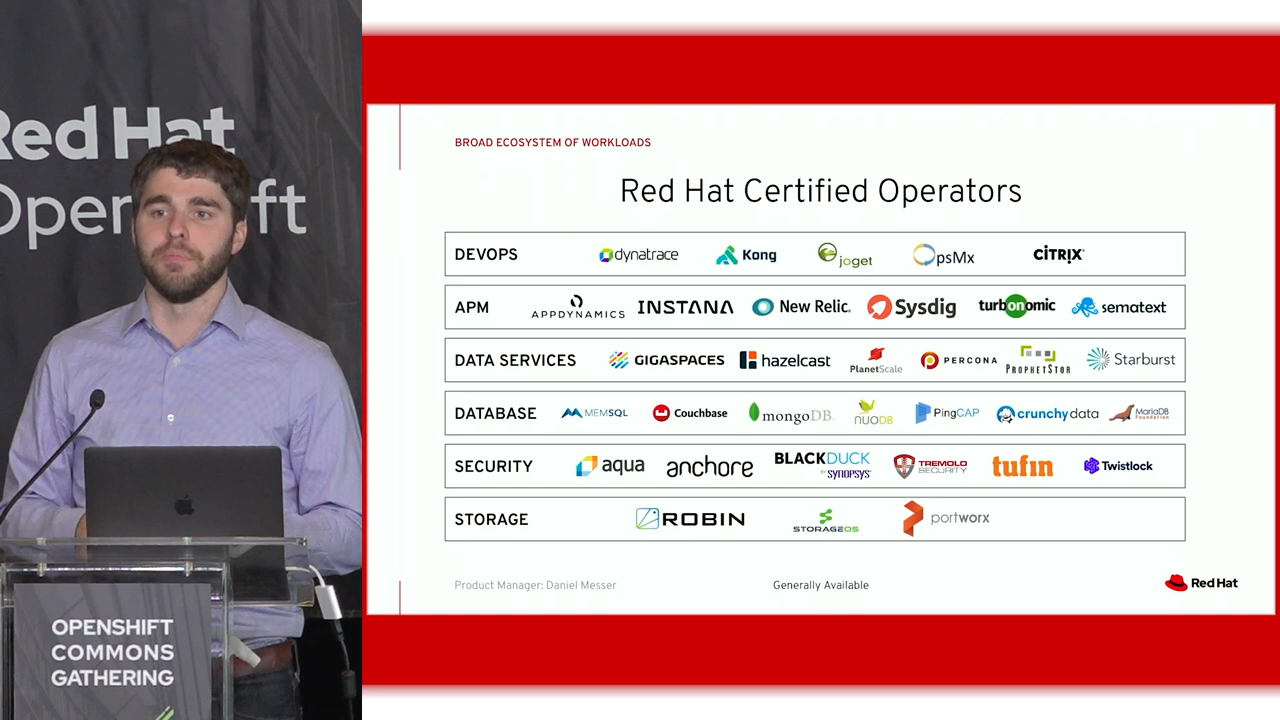 Red Hat
OpenShift
OPENSHIFT
COMMONS
GATHERING
BROAD ECOSYSTEM OF WORKLOADS
Red Hat Certified Operators
DEVOPS dynatrace Kong joget OpsMx CITRIX
APM APPDYNAMICS INSTANA New Relic. Sysdig turbonomic sematext
DATA SERVICES GIGASPACES hazelcast PlanetScale PERCONA PROPHETSTOR Starburst
DATABASE MEMSQL Couchbase mongoDB. NUODB PingCAP crunchydata MariaDB Foundation
SECURITY aqua anchore BLACKDUCK BY SYNOPSYS TREMOLO SECURITY tufin Twistlock
STORAGE ROBIN STORAGEOS portworx
Product Manager: Daniel Messer Generally Available Red Hat